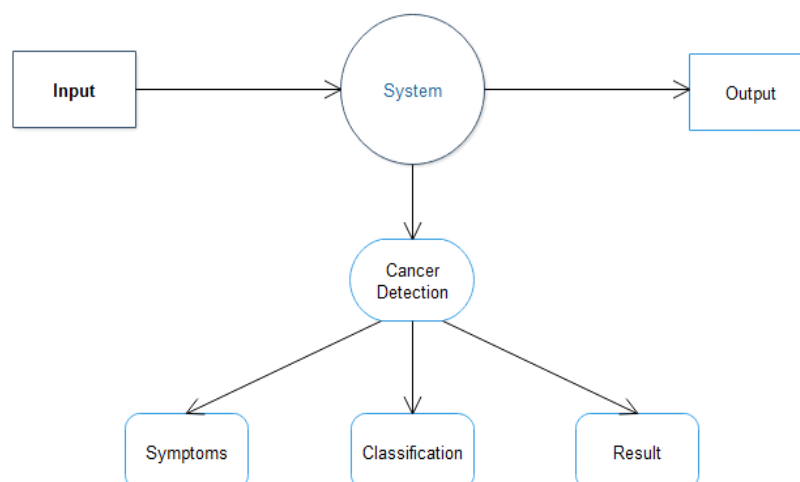 Input
System
Output
Cancer
Detection
Symptoms
Classification
Result